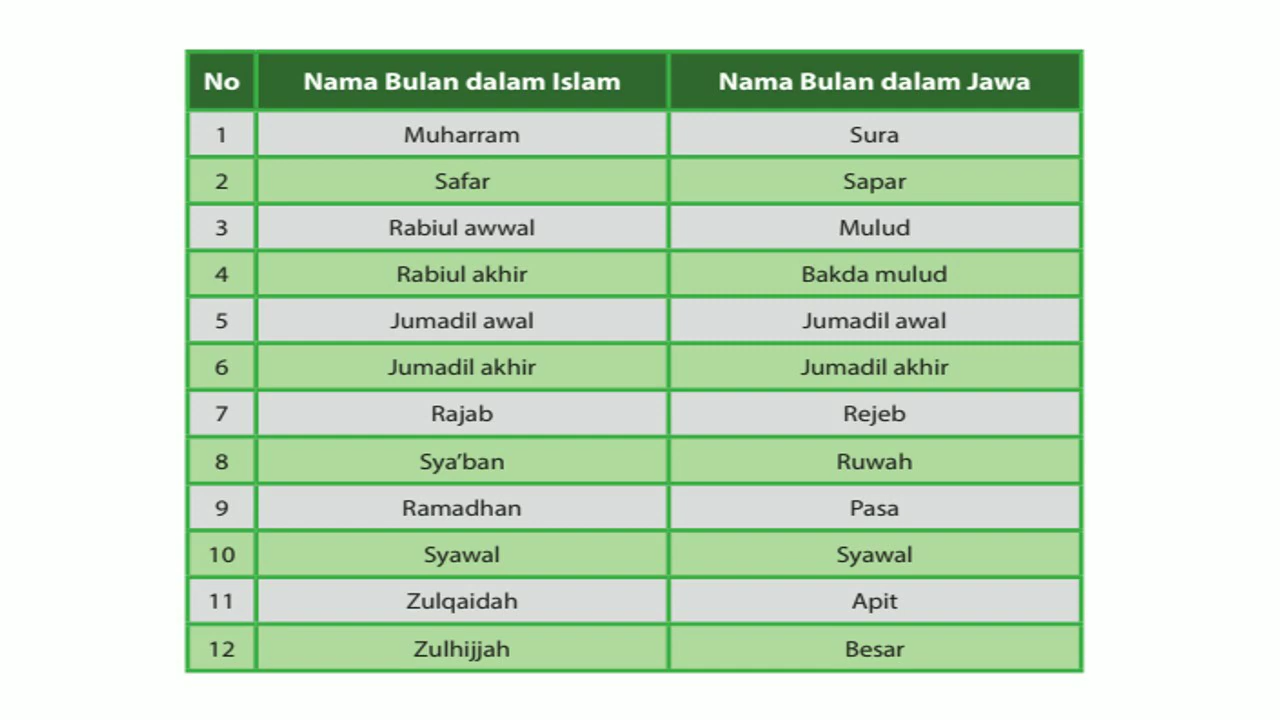 No Nama Bulan dalam Islam Nama Bulan dalam Jawa
1 Muharram Sura
2 Safar Sapar
3 Rabiul awwal Mulud
4 Rabiul akhir Bakda mulud
5 Jumadil awal Jumadil awal
6 Jumadil akhir Jumadil akhir
7 Rajab Rejeb
8 Sya’ban Ruwah
9 Ramadhan Pasa
10 Syawal Syawal
11 Zulqaidah Apit
12 Zulhijjah Besar